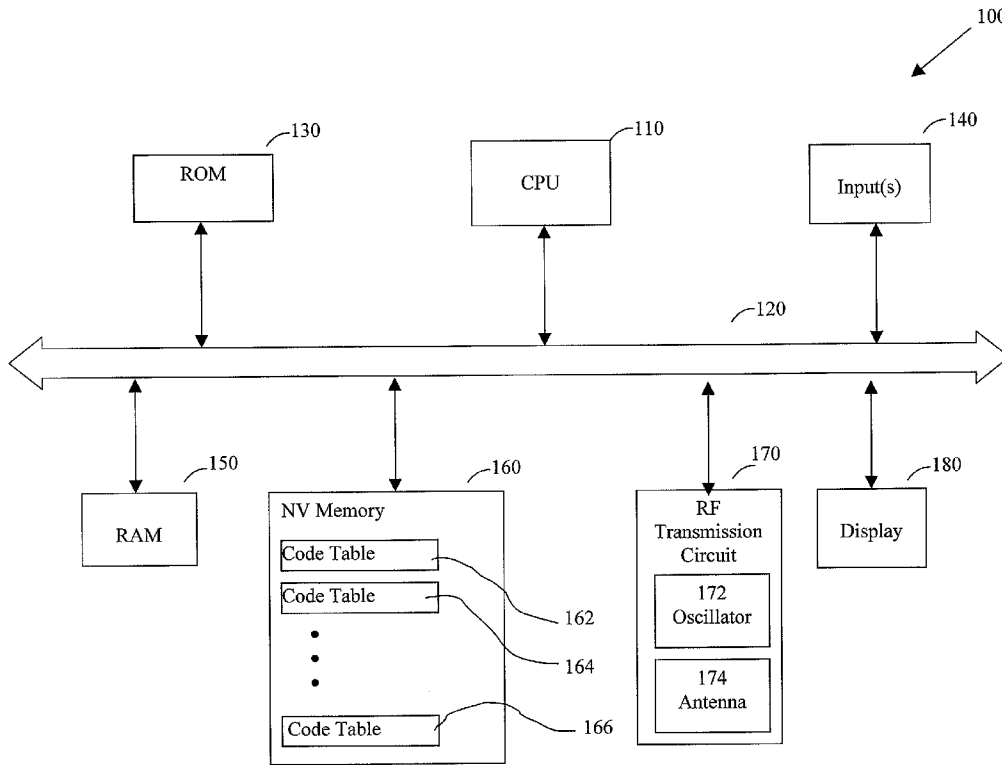 100
130
110
140
ROM
CPU
Input(s)
120
150
160
170
180
RAM
NV Memory
Code Table
Code Table
Code Table
162
164
166
RF
Transmission
Circuit
172
Oscillator
174
Antenna
Display